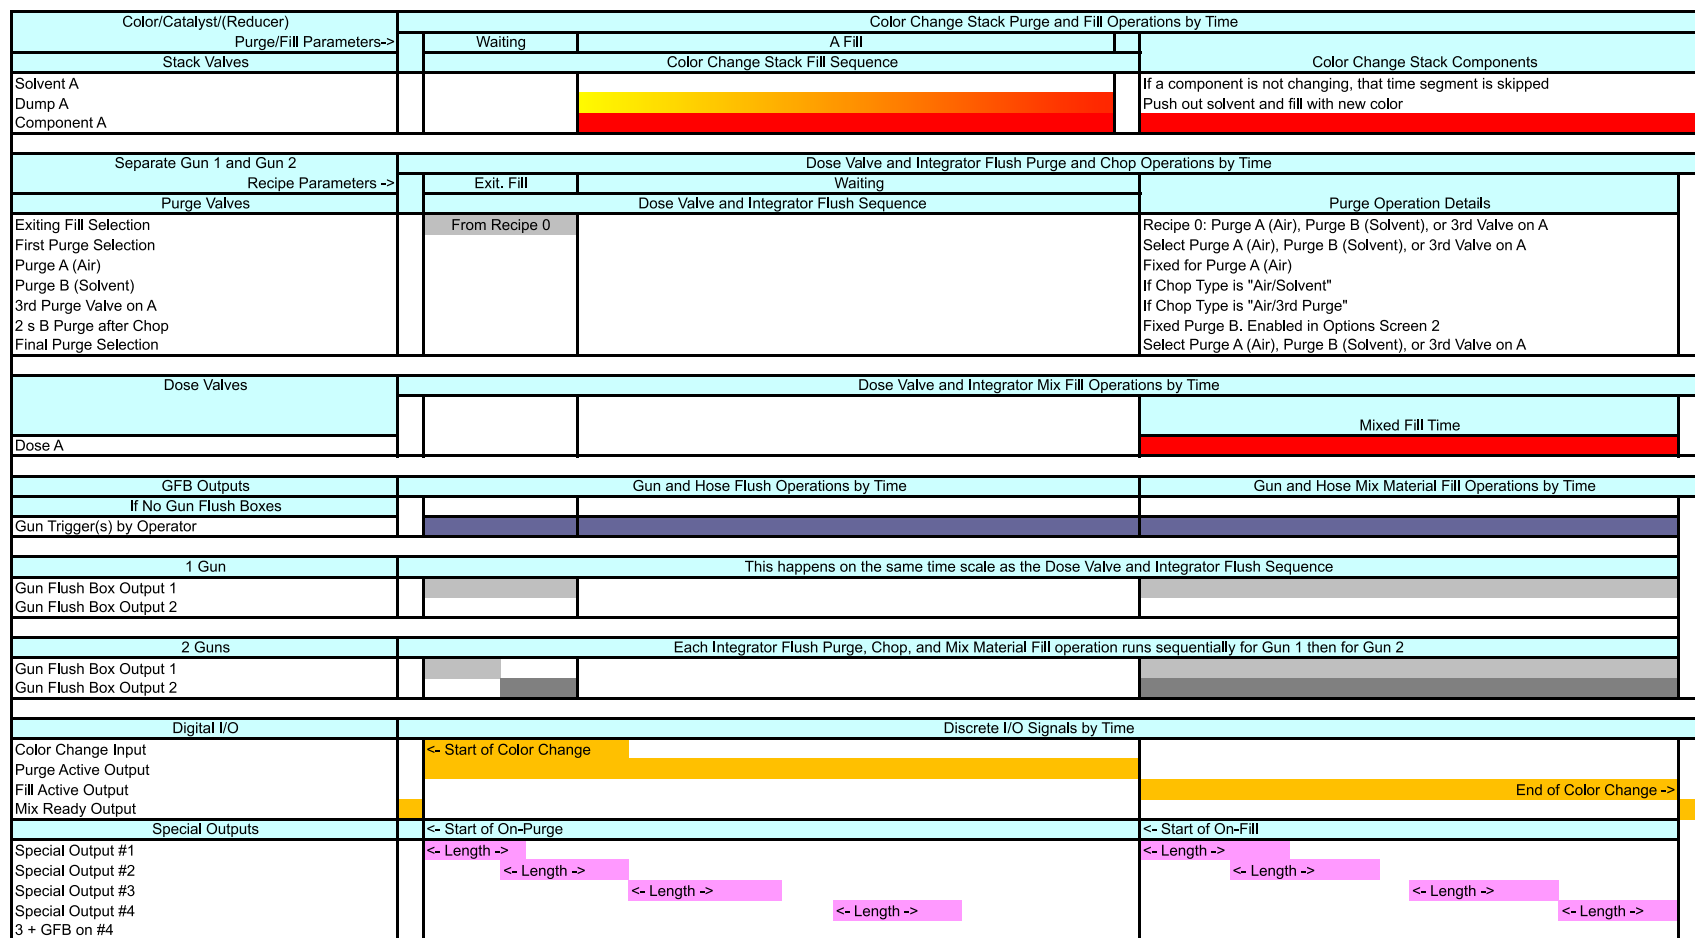 Color/Catalyst/(Reducer) Color Change Stack Purge and Fill Operations by Time
Purge/Fill Parameters-> Waiting A Fill
Stack Valves Color Change Stack Fill Sequence Color Change Stack Components
Solvent A If a component is not changing, that time segment is skipped
Dump A Push out solvent and fill with new color
Component A
Separate Gun 1 and Gun 2 Dose Valve and Integrator Flush Purge and Chop Operations by Time
Recipe Parameters -> Exit. Fill Waiting
Purge Valves Dose Valve and Integrator Flush Sequence Purge Operation Details
Exiting Fill Selection From Recipe 0 Recipe 0: Purge A (Air), Purge B (Solvent), or 3rd Valve on A
First Purge Selection Select Purge A (Air), Purge B (Solvent), or 3rd Valve on A
Purge A (Air) Fixed for Purge A (Air)
Purge B (Solvent) If Chop Type is "Air/Solvent"
3rd Purge Valve on A If Chop Type is "Air/3rd Purge"
2 s B Purge after Chop Fixed Purge B. Enabled in Options Screen 2
Final Purge Selection Select Purge A (Air), Purge B (Solvent), or 3rd Valve on A
Dose Valves Dose Valve and Integrator Mix Fill Operations by Time
Mixed Fill Time
Dose A
GFB Outputs Gun and Hose Flush Operations by Time Gun and Hose Mix Material Fill Operations by Time
If No Gun Flush Boxes
Gun Trigger(s) by Operator
1 Gun This happens on the same time scale as the Dose Valve and Integrator Flush Sequence
Gun Flush Box Output 1
Gun Flush Box Output 2
2 Guns Each Integrator Flush Purge, Chop, and Mix Material Fill operation runs sequentially for Gun 1 then for Gun 2
Gun Flush Box Output 1
Gun Flush Box Output 2
Digital I/O Discrete I/O Signals by Time
Color Change Input <- Start of Color Change
Purge Active Output
Fill Active Output End of Color Change ->
Mix Ready Output
Special Outputs <- Start of On-Purge <- Start of On-Fill
Special Output #1 <- Length -> <- Length ->
Special Output #2 <- Length -> <- Length ->
Special Output #3 <- Length -> <- Length ->
Special Output #4 <- Length -> <- Length ->
3 + GFB on #4